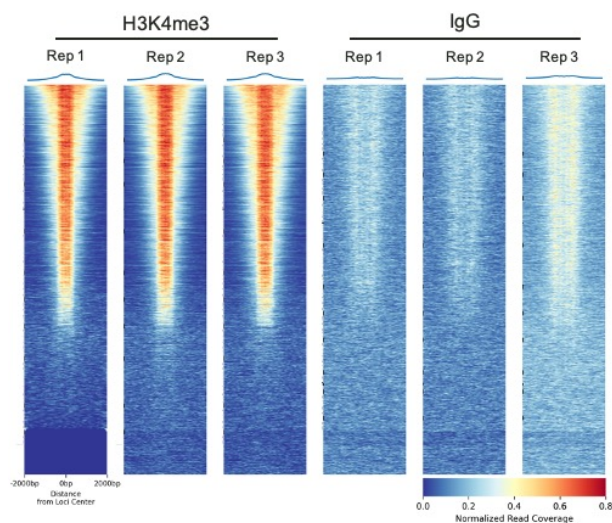 H3K4me3 IgG
Rep 1 Rep 2 Rep 3 Rep 1 Rep 2 Rep 3
-2000bp 0bp 2000bp
Distance
from Loci Center
0.0 0.2 0.4 0.6 0.8
Normalized Read Coverage